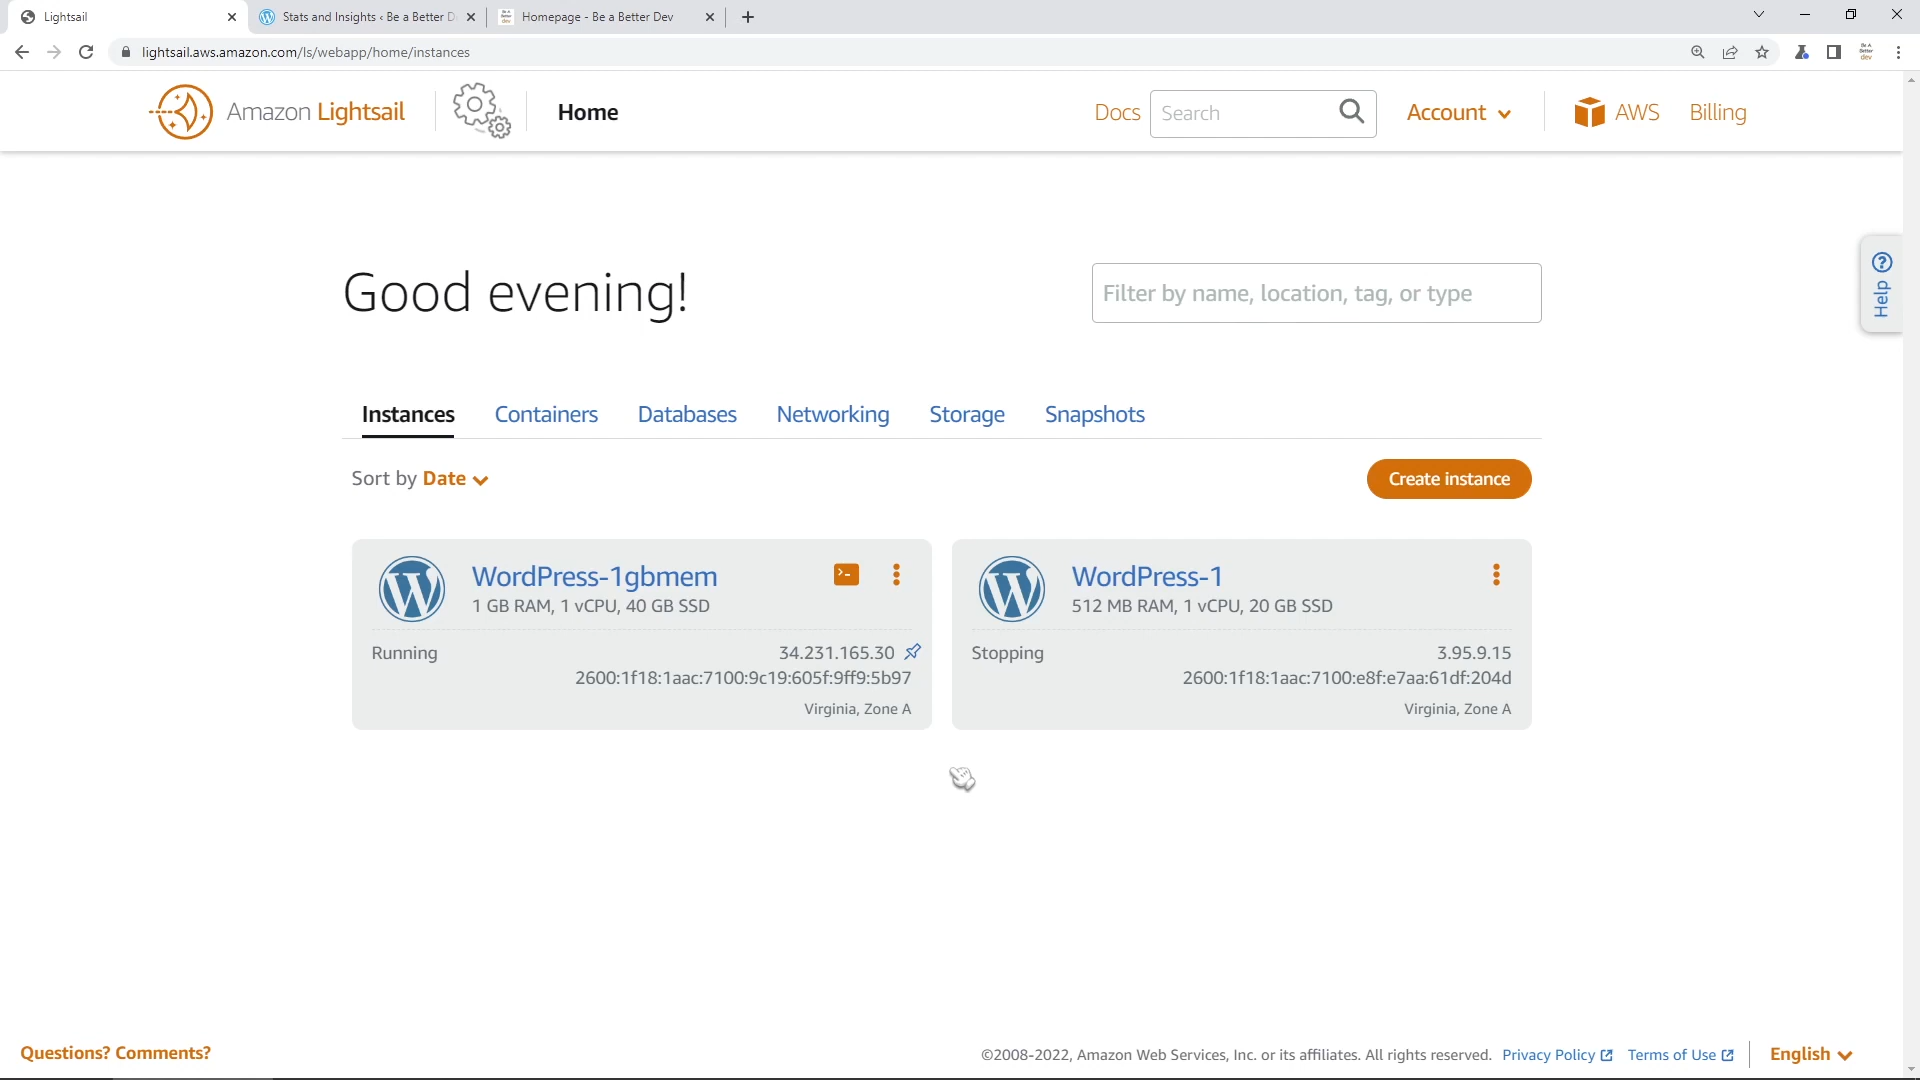 Lightsail
Stats and Insights ‹ Be a Better D
Homepage - Be a Better Dev
lightsail.aws.amazon.com/ls/webapp/home/instances
Be A
Better
dev
Amazon Lightsail
Home
Docs
Search
Account
AWS
Billing
Help
Good evening!
Filter by name, location, tag, or type
Instances
Containers
Databases
Networking
Storage
Snapshots
Sort by Date
Create instance
WordPress-1gbmem
1 GB RAM, 1 vCPU, 40 GB SSD
Running
34.231.165.30
2600:1f18:1aac:7100:9c19:605f:9ff9:5b97
Virginia, Zone A
WordPress-1
512 MB RAM, 1 vCPU, 20 GB SSD
Stopping
3.95.9.15
2600:1f18:1aac:7100:e8f:e7aa:61df:204d
Virginia, Zone A
Questions? Comments?
©2008-2022, Amazon Web Services, Inc. or its affiliates. All rights reserved.
Privacy Policy
Terms of Use
English